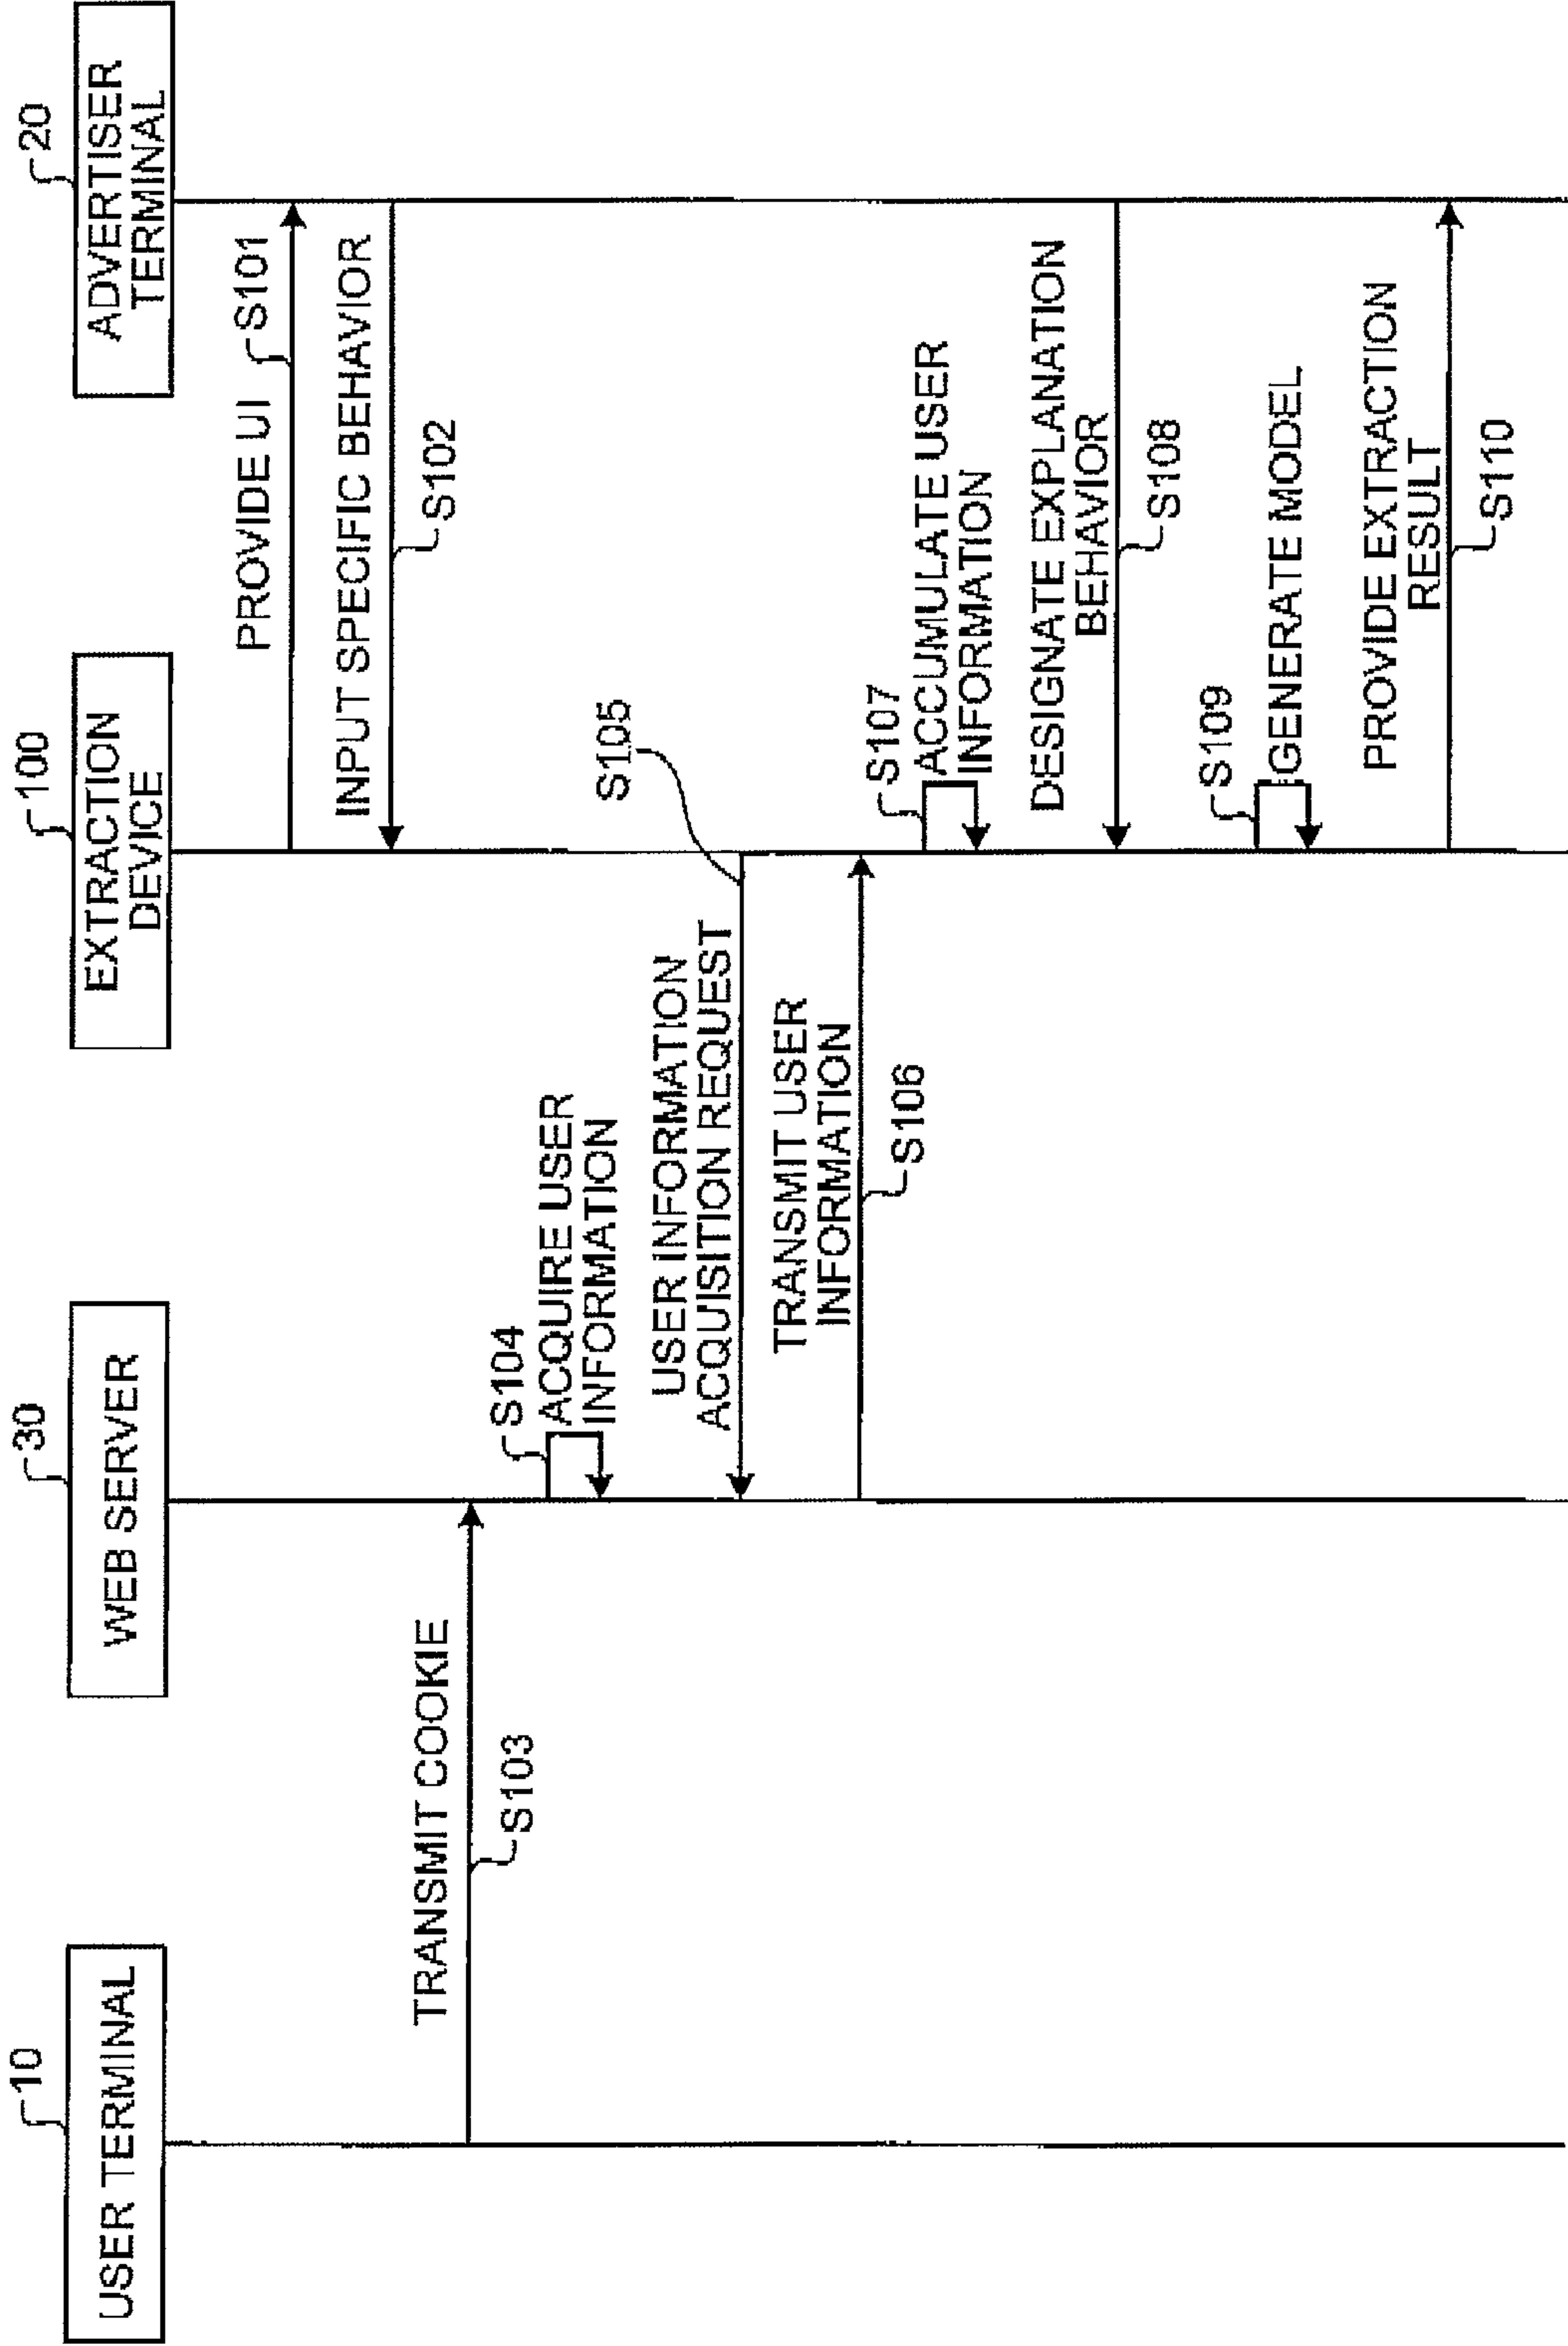 10
USER TERMINAL
30
WEB SERVER
100
EXTRACTION
DEVICE
20
ADVERTISER
TERMINAL
PROVIDE UI
S101
INPUT SPECIFIC BEHAVIOR
S102
TRANSMIT COOKIE
S103
S104
ACQUIRE USER
INFORMATION
S105
USER INFORMATION
ACQUISITION REQUEST
TRANSMIT USER
INFORMATION
S106
S107
ACCUMULATE USER
INFORMATION
DESIGNATE EXPLANATION
BEHAVIOR
S108
S109
GENERATE MODEL
PROVIDE EXTRACTION
RESULT
S110